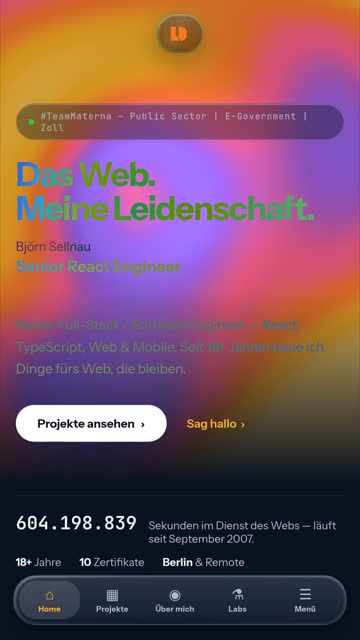 #TeamMaterna — Public Sector | E-Government |
Zoll
Das Web.
Meine Leidenschaft.
Björn Sellnau
Senior React Engineer
Senior Full-Stack / Software Engineer – React,
TypeScript, Web & Mobile. Seit 18+ Jahren baue ich
Dinge fürs Web, die bleiben.
Projekte ansehen ›
Sag hallo ›
604.198.839 Sekunden im Dienst des Webs — läuft
seit September 2007.
18+ Jahre 10 Zertifikate Berlin & Remote
Home Projekte Über mich Labs Menü